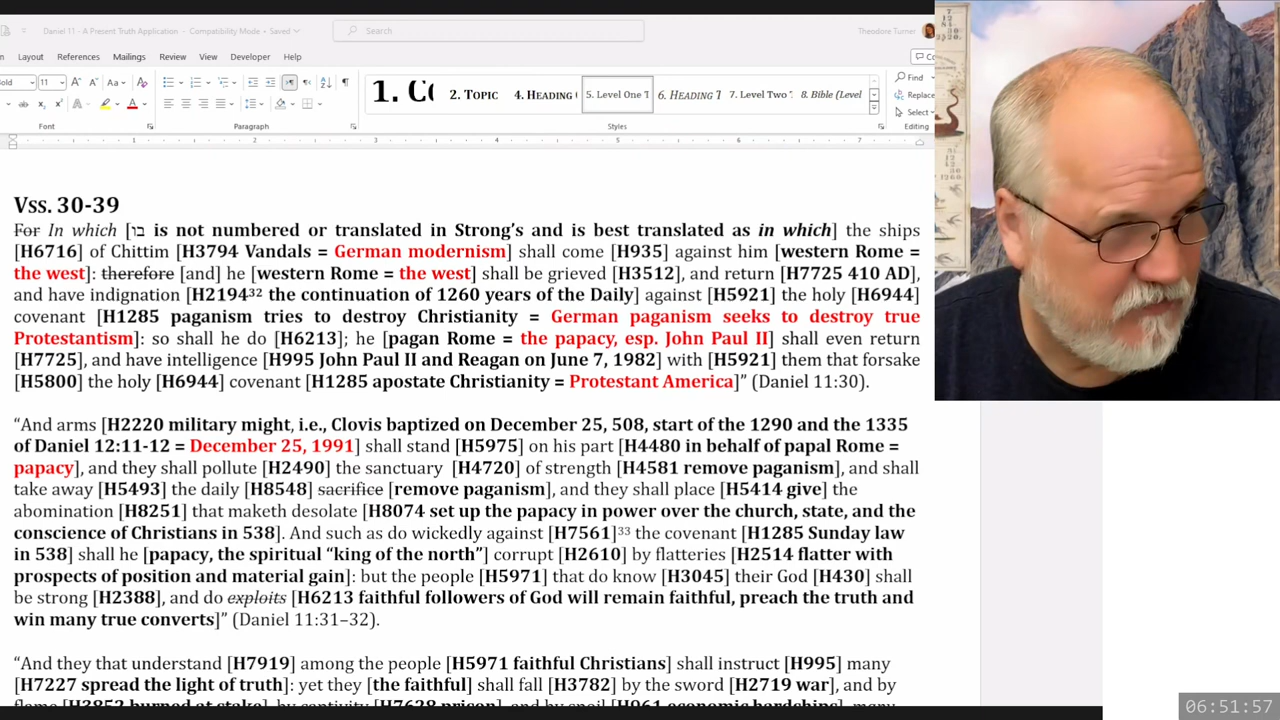 Daniel 11 - A Present Truth Application - Compatibility Mode • Saved
Search
Theodore Turner
Layout References Mailings Review View Developer Help
11
Find
Replace
Select
1. Co 2. Topic 4. Heading 5. Level One T 6. Heading T 7. Level Two T 8. Bible (Level
Font Paragraph Styles Editing
1 2 3 4 5 6 7
Vss. 30-39
For In which [בו is not numbered or translated in Strong’s and is best translated as in which] the ships
[H6716] of Chittim [H3794 Vandals = German modernism] shall come [H935] against him [western Rome =
the west]: therefore [and] he [western Rome = the west] shall be grieved [H3512], and return [H7725 410 AD],
and have indignation [H2194³² the continuation of 1260 years of the Daily] against [H5921] the holy [H6944]
covenant [H1285 paganism tries to destroy Christianity = German paganism seeks to destroy true
Protestantism]: so shall he do [H6213]; he [pagan Rome = the papacy, esp. John Paul II] shall even return
[H7725], and have intelligence [H995 John Paul II and Reagan on June 7, 1982] with [H5921] them that forsake
[H5800] the holy [H6944] covenant [H1285 apostate Christianity = Protestant America]” (Daniel 11:30).
“And arms [H2220 military might, i.e., Clovis baptized on December 25, 508, start of the 1290 and the 1335
of Daniel 12:11-12 = December 25, 1991] shall stand [H5975] on his part [H4480 in behalf of papal Rome =
papacy], and they shall pollute [H2490] the sanctuary [H4720] of strength [H4581 remove paganism], and shall
take away [H5493] the daily [H8548] sacrifice [remove paganism], and they shall place [H5414 give] the
abomination [H8251] that maketh desolate [H8074 set up the papacy in power over the church, state, and the
conscience of Christians in 538]. And such as do wickedly against [H7561]³³ the covenant [H1285 Sunday law
in 538] shall he [papacy, the spiritual “king of the north”] corrupt [H2610] by flatteries [H2514 flatter with
prospects of position and material gain]: but the people [H5971] that do know [H3045] their God [H430] shall
be strong [H2388], and do exploits [H6213 faithful followers of God will remain faithful, preach the truth and
win many true converts]” (Daniel 11:31–32).
“And they that understand [H7919] among the people [H5971 faithful Christians] shall instruct [H995] many
[H7227 spread the light of truth]: yet they [the faithful] shall fall [H3782] by the sword [H2719 war], and by
06:51:57